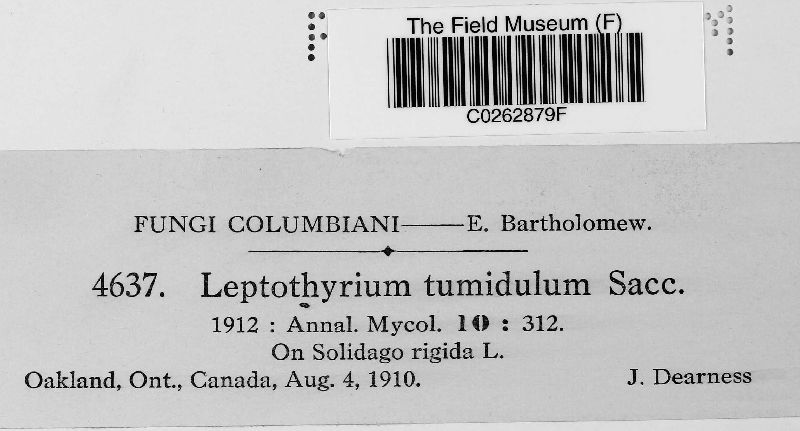 The Field Museum (F)
C0262879F
FUNGI COLUMBIANI——E. Bartholomew.
4637. Leptothyrium tumidulum Sacc.
1912 : Annal. Mycol. 10 : 312.
On Solidago rigida L.
Oakland, Ont., Canada, Aug. 4, 1910. J. Dearness